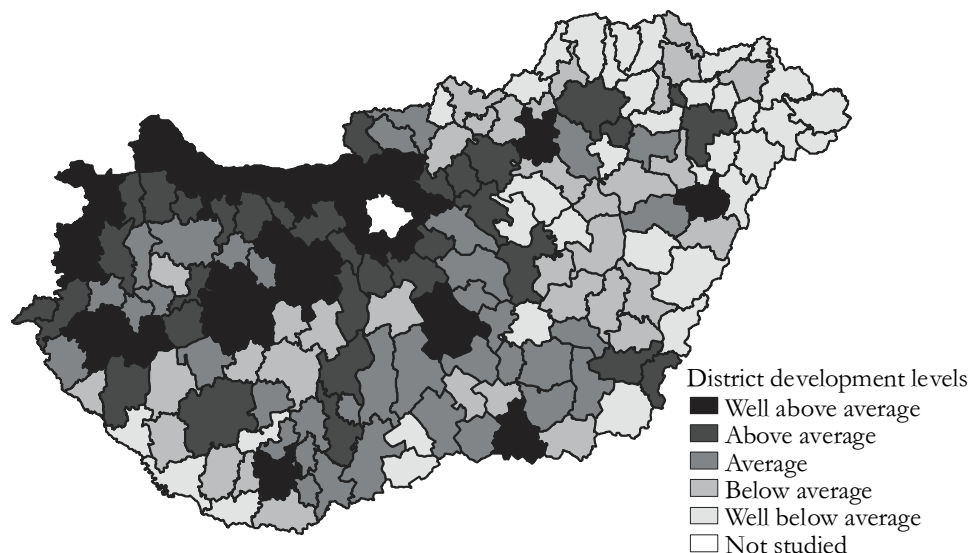 District development levels
Well above average
Above average
Average
Below average
Well below average
Not studied